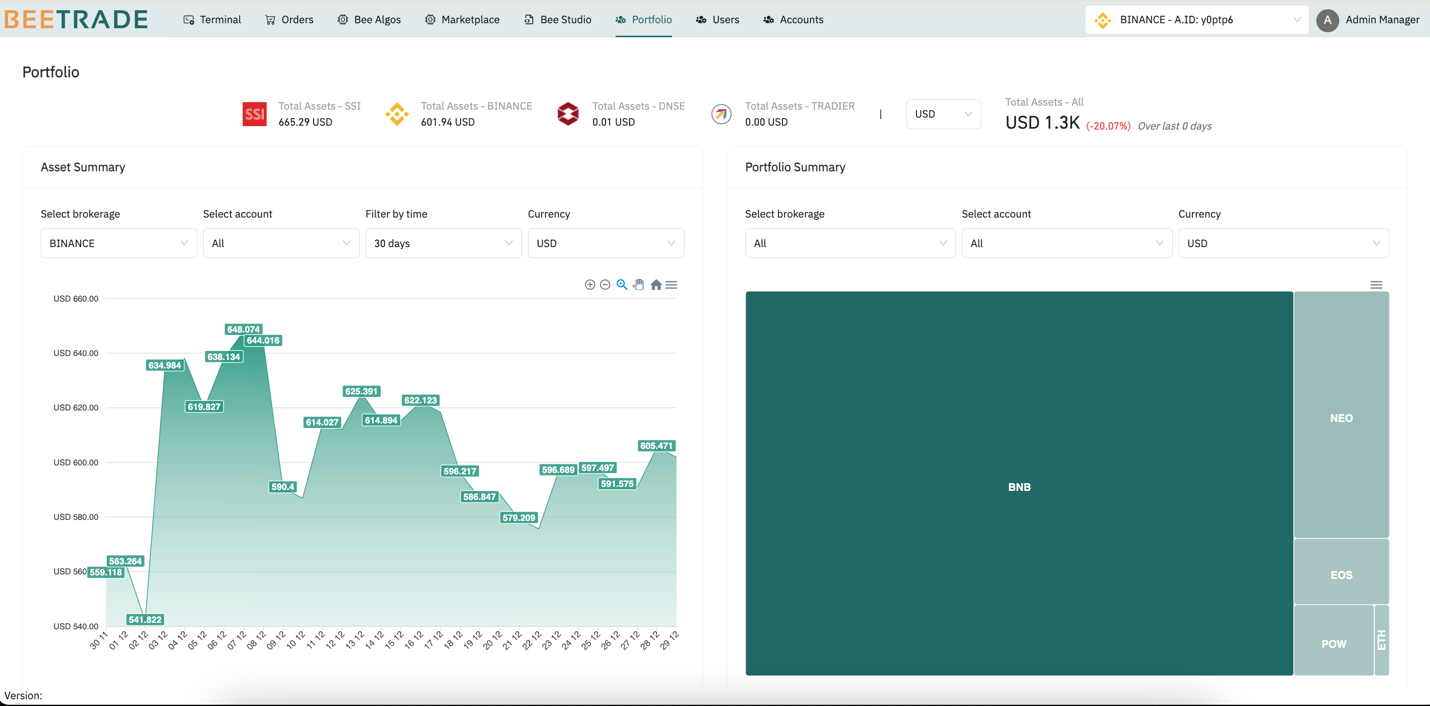 BEETRADE
Terminal Orders Bee Algos Marketplace Bee Studio Portfolio Users Accounts
BINANCE - A.ID: y0ptp6
A Admin Manager
Portfolio
SSI Total Assets - SSI
665.29 USD
Total Assets - BINANCE
601.94 USD
Total Assets - DNSE
0.01 USD
Total Assets - TRADIER
0.00 USD
|
USD
Total Assets - All
USD 1.3K (-20.07%) Over last 0 days
Asset Summary
Select brokerage Select account Filter by time Currency
BINANCE All 30 days USD
USD 660.00
USD 640.00
USD 620.00
USD 600.00
USD 580.00
USD 560
USD 540.00
559.118
563.264
541.822
634.984
619.827
638.134
648.074
644.016
590.4
614.027
625.391
614.894
622.123
596.217
586.847
579.209
596.689
597.497
591.575
605.471
30 11 01 12 02 12 03 12 04 12 05 12 06 12 07 12 08 12 09 12 10 12 11 12 12 12 13 12 14 12 15 12 16 12 17 12 18 12 19 12 20 12 21 12 22 12 23 12 24 12 25 12 26 12 27 12 28 12 29 12
Portfolio Summary
Select brokerage Select account Currency
All All USD
BNB
NEO
EOS
POW
ETH
Version: